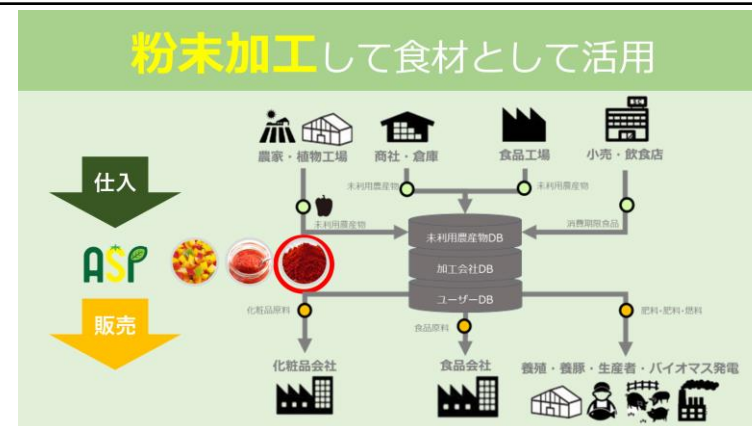 粉末加工して食材として活用
農家・植物工場
商社・倉庫
食品工場
小売・飲食店
仕入
未利用農産物
未利用農産物
未利用農産物
消費期限食品
未利用農産物DB
加工会社DB
ユーザーDB
ASP
販売
化粧品原料
食品原料
肥料・肥料・燃料
化粧品会社
食品会社
養殖・養豚・生産者・バイオマス発電